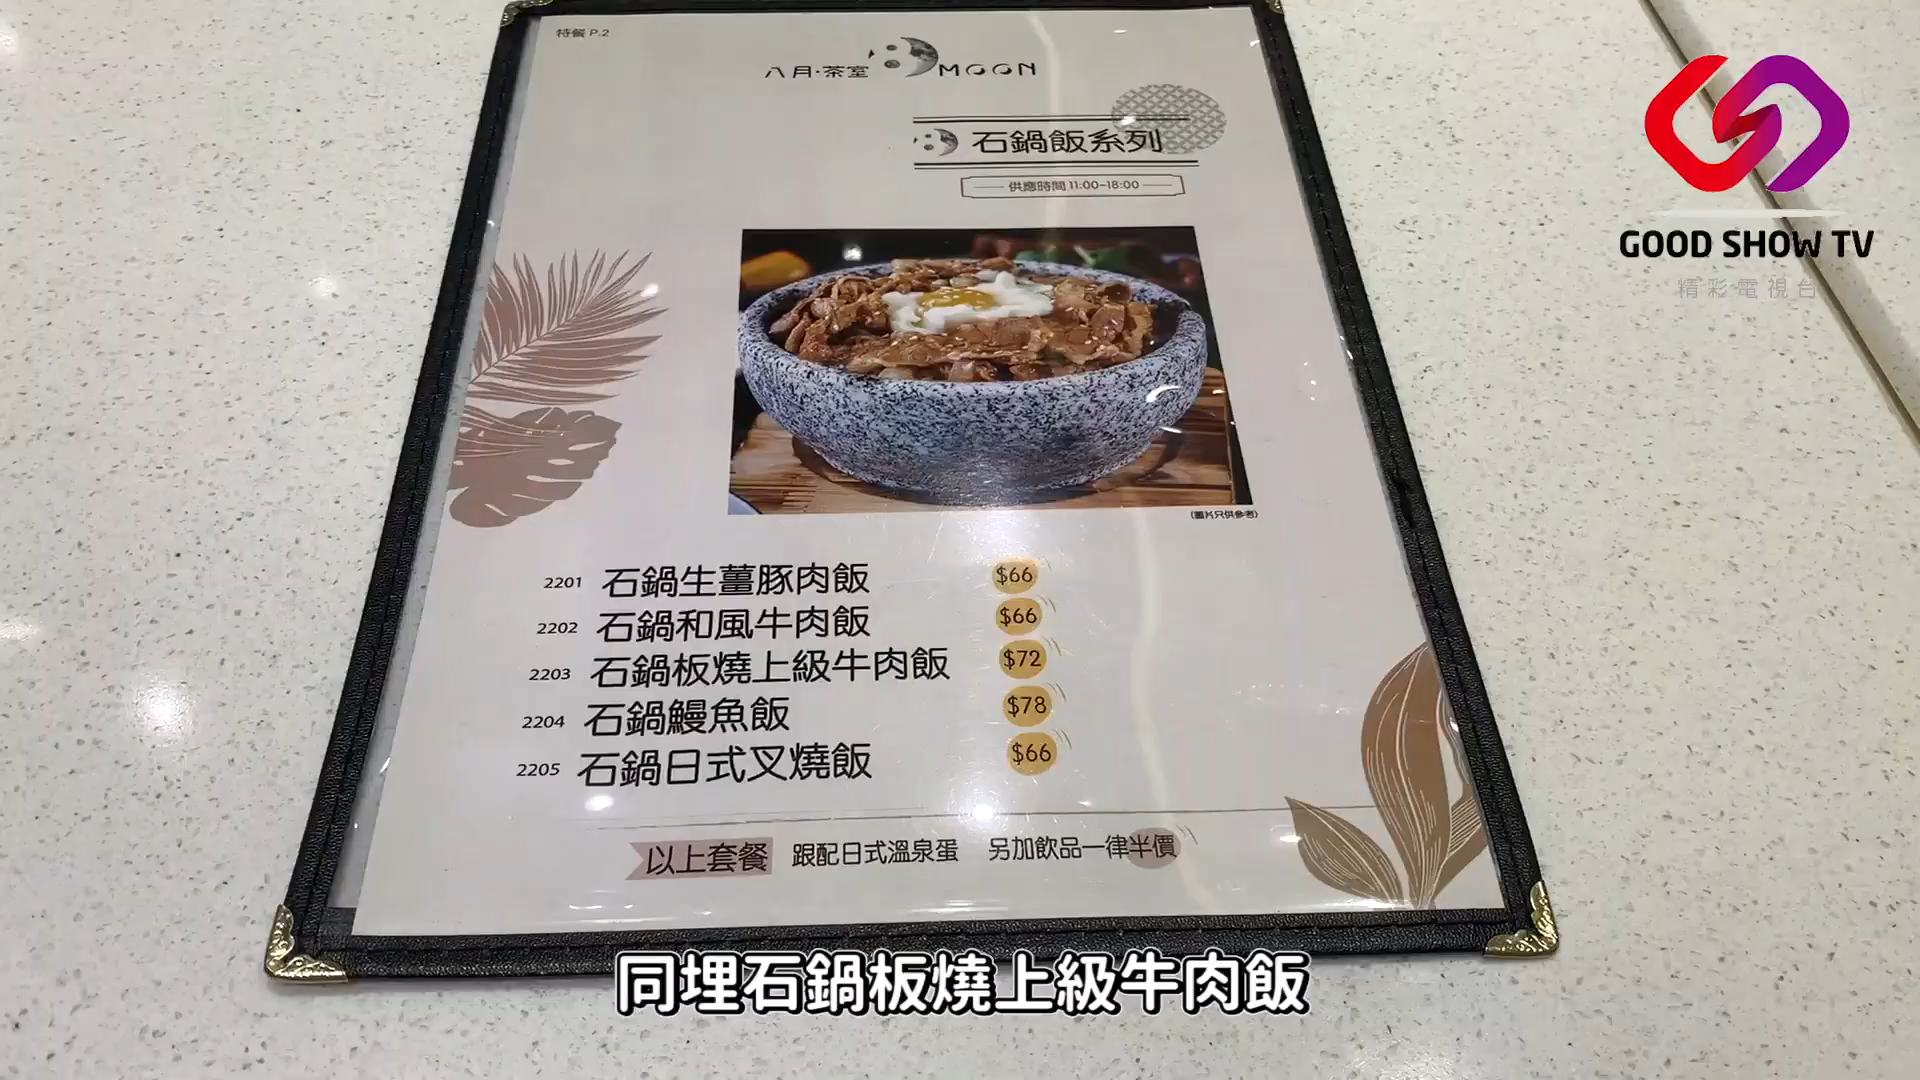 特餐 P.2
八月·茶室 MOON
石鍋飯系列
供應時間 11:00-18:00
GOOD SHOW TV
精彩電視台
(圖片只供參考)
2201 石鍋生薑豚肉飯 $66
2202 石鍋和風牛肉飯 $66
2203 石鍋板燒上級牛肉飯 $72
2204 石鍋鰻魚飯 $78
2205 石鍋日式叉燒飯 $66
以上套餐 跟配日式溫泉蛋 另加飲品一律半價
同埋石鍋板燒上級牛肉飯